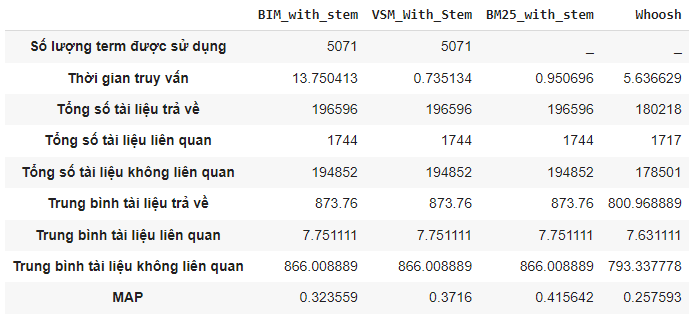 BIM_with_stem VSM_With_Stem BM25_with_stem Whoosh
Số lượng term được sử dụng 5071 5071 _ _
Thời gian truy vấn 13.750413 0.735134 0.950696 5.636629
Tổng số tài liệu trả về 196596 196596 196596 180218
Tổng số tài liệu liên quan 1744 1744 1744 1717
Tổng số tài liệu không liên quan 194852 194852 194852 178501
Trung bình tài liệu trả về 873.76 873.76 873.76 800.968889
Trung bình tài liệu liên quan 7.751111 7.751111 7.751111 7.631111
Trung bình tài liệu không liên quan 866.008889 866.008889 866.008889 793.337778
MAP 0.323559 0.3716 0.415642 0.257593